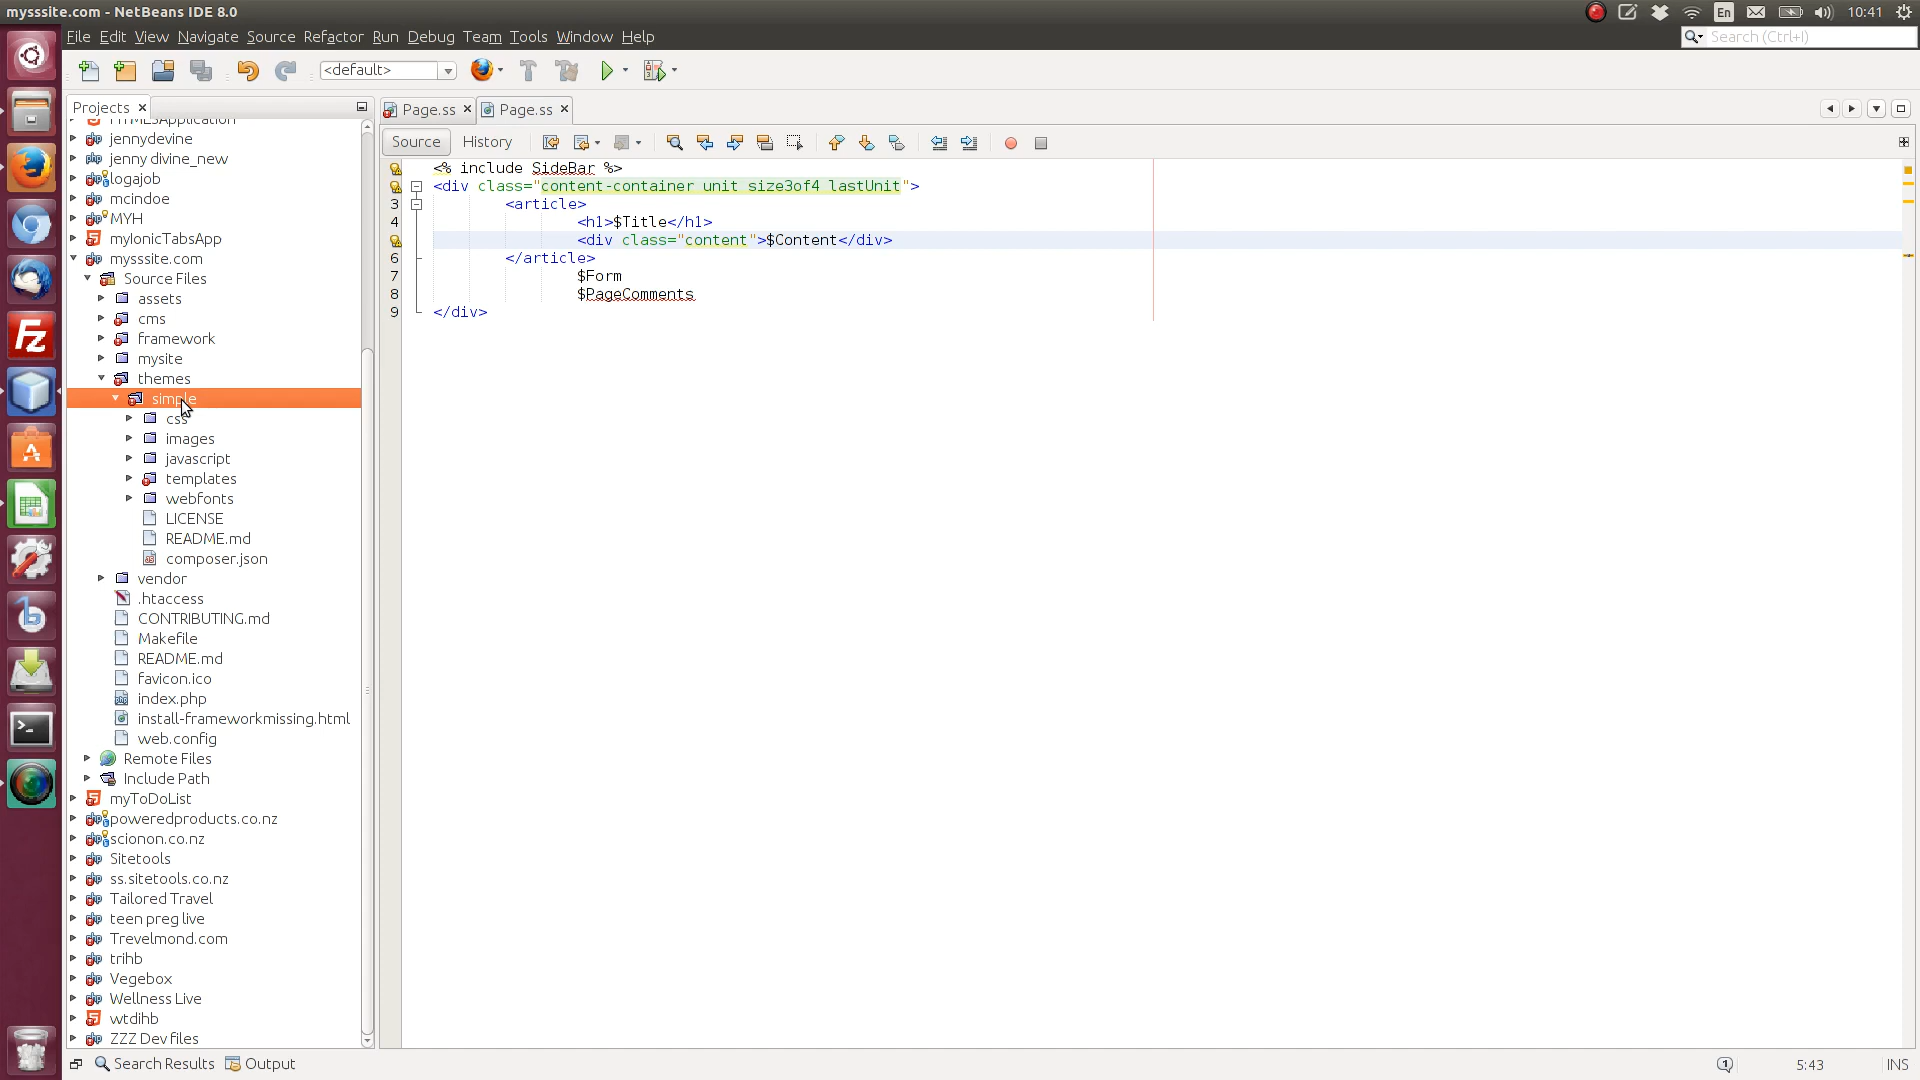 mysssite.com - NetBeans IDE 8.0
En
10:41
File Edit View Navigate Source Refactor Run Debug Team Tools Window Help
Search (Ctrl+I)
<default>
Projects
Page.ss
Page.ss
Source
History
HTML5Application
jennydevine
jenny divine_new
logajob
mcindoe
MYH
myIonicTabsApp
mysssite.com
Source Files
assets
cms
framework
mysite
themes
simple
css
images
javascript
templates
webfonts
LICENSE
README.md
composer.json
vendor
.htaccess
CONTRIBUTING.md
Makefile
README.md
favicon.ico
index.php
install-frameworkmissing.html
web.config
Remote Files
Include Path
myToDoList
poweredproducts.co.nz
scionon.co.nz
Sitetools
ss.sitetools.co.nz
Tailored Travel
teen preg live
Trevelmond.com
trihb
Vegebox
Wellness Live
wtdihb
ZZZ Dev files
<% include SideBar %>
<div class="content-container unit size3of4 lastUnit">
3 <article>
4 <h1>$Title</h1>
<div class="content">$Content</div>
6 </article>
7 $Form
8 $PageComments
9 </div>
Search Results
Output
1
5:43
INS